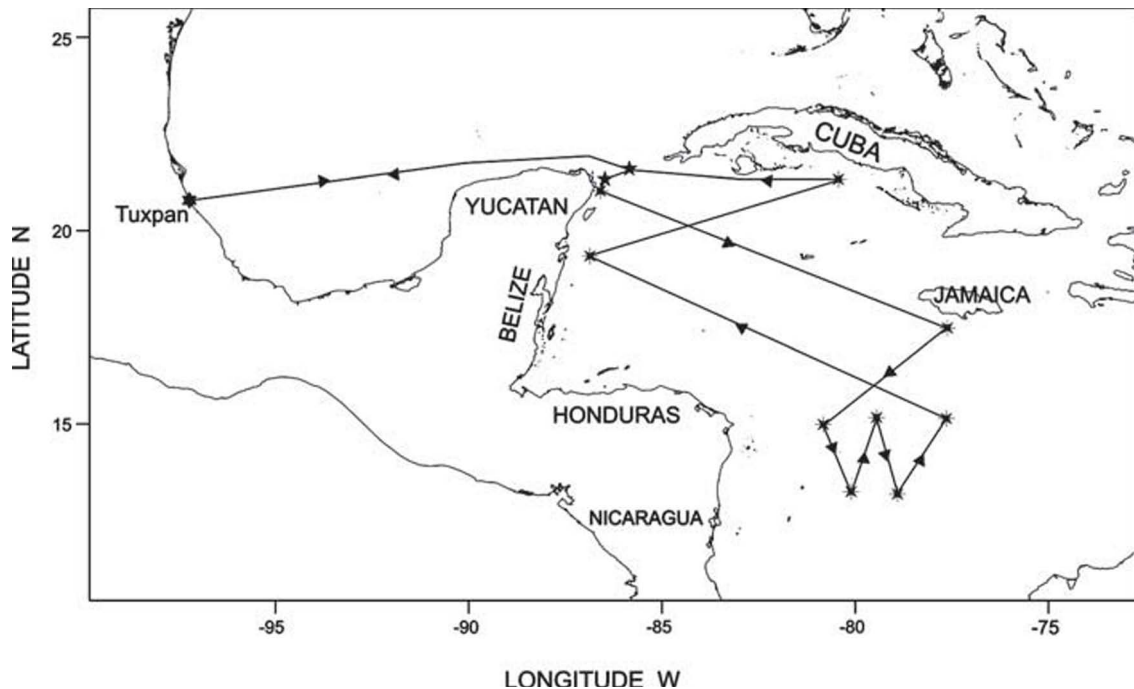 25
CUBA
Tuxpan
YUCATAN
20
BELIZE
JAMAICA
LATITUDE N
HONDURAS
15
NICARAGUA
-95
-90
-85
-80
-75
LONGITUDE W